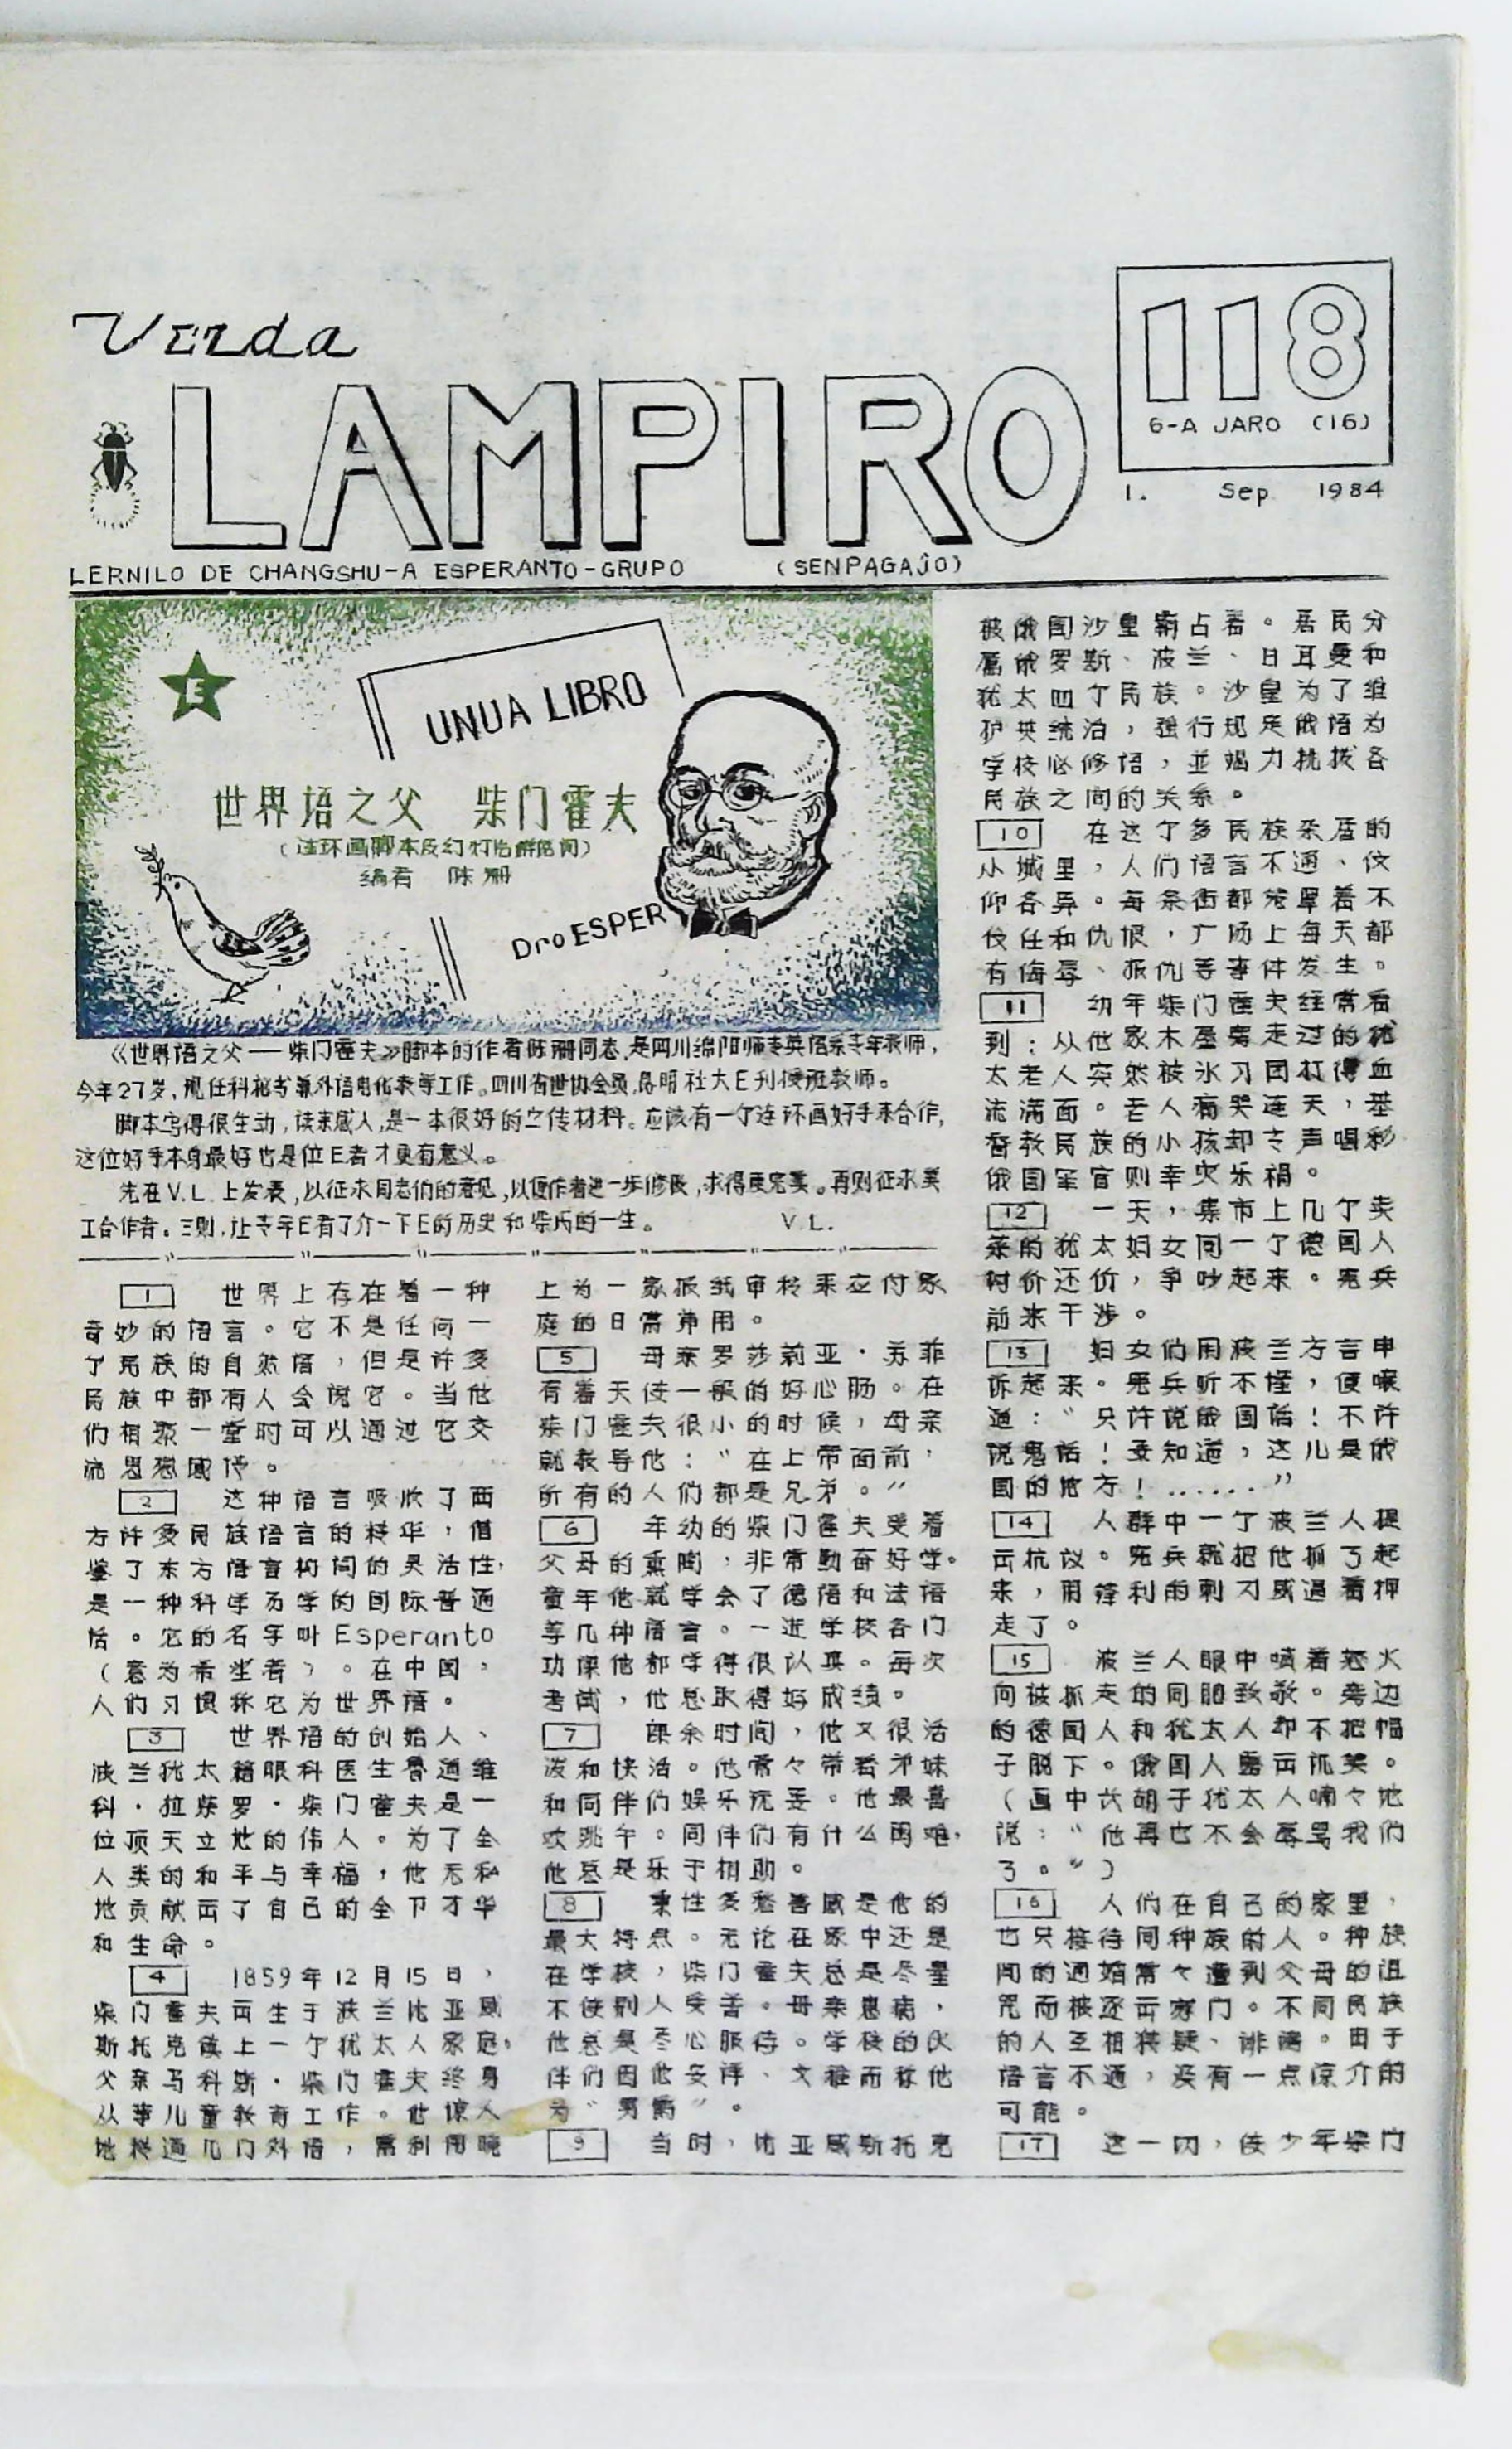 Verda
LAMPIRO
118
6-A JARO (16)
1. Sep 1984
LERNILO DE CHANGSHU-A ESPERANTO-GRUPO (SENPAGAĴO)
E
UNUA LIBRO
世界语之父 柴门霍夫
(连环画脚本及幻灯片解说词)
编者 陈珊
Dro ESPER
《世界语之父——柴门霍夫》脚本的作者陈珊同志,是四川绵阳师专英语系青年教师,
今年27岁,现任科秘书兼外语电化教学工作。四川省世协会员,昆明社大E刊授班教师。
脚本写得很生动,读来感人,是一本很好的宣传材料。应该有一个连环画好手来合作,
这位好手本身最好也是位E者才更有意义。
先在V.L.上发表,以征求同志们的意见,以便作者进一步修改,求得更完美。再则征求美
工合作者。三则,让青年E者了介一下E的历史和柴氏的一生。 V.L.
1 世界上存在着一种
奇妙的语言。它不是任何一
个民族的自然语,但是许多
民族中都有人会说它。当他
们相聚一堂时可以通过它交
流思想感情。
2 这种语言吸收了西
方许多民族语言的精华,借
鉴了东方语言构词的灵活性,
是一种科学易学的国际普通
话。它的名字叫Esperanto
(意为希望者)。在中国,
人们习惯称它为世界语。
3 世界语的创始人、
波兰犹太籍眼科医生鲁道维
科·拉柴罗·柴门霍夫是一
位顶天立地的伟人。为了全
人类的和平与幸福,他无私
地贡献出了自己的全卩才华
和生命。
4 1859年12月15日,
柴门霍夫出生于波兰比亚威
斯托克镇上一个犹太人家庭。
父亲马科斯·柴门霍夫终身
从事儿童教育工作。他惊人
地精通几门外语,常利用晚
上为一家报纸审校来应付家
庭的日常费用。
5 母亲罗莎莉亚·苏菲
有着天使一般的好心肠。在
柴门霍夫很小的时候,母亲
就教导他:“在上帝面前,
所有的人们都是兄弟。”
6 年幼的柴门霍夫受着
父母的熏陶,非常勤奋好学。
童年他就学会了德语和法语
等几种语言。一进学校各门
功课他都学得很认真。每次
考试,他总取得好成绩。
7 课余时间,他又很活
泼和快活。他常々带着弟妹
和同伴们娱乐玩耍。他最喜
欢跳午。同伴们有什么困难,
他总是乐于相助。
8 秉性多愁善感是他的
最大特点。无论在家中还是
在学校,柴门霍夫总是尽量
不使别人受苦。母亲患病,
他总是尽心服侍。学校的伙
伴们因他安详、文雅而称他
为“男爵”。
9 当时,比亚威斯托克
被俄国沙皇霸占着。居民分
属俄罗斯、波兰、日耳曼和
犹太四个民族。沙皇为了维
护其统治,强行规定俄语为
学校必修语,並竭力挑拨各
民族之间的关系。
10 在这个多民族杂居的
小城里,人们语言不通、信
仰各异。每条街都笼罩着不
信任和仇恨,广场上每天都
有侮辱、报仇等事件发生。
11 幼年柴门霍夫经常看
到:从他家木屋旁走过的犹
太老人突然被氷刁团打得血
流满面。老人痛哭连天,基
督教民族的小孩却专声喝彩
俄国军官则幸灾乐祸。
12 一天,集市上几个卖
菜的犹太妇女同一个德国人
讨价还价,争吵起来。宪兵
前来干涉。
13 妇女们用波兰方言申
诉起来。宪兵听不懂,便嚷
道:“只许说俄国话!不许
说鬼话!要知道,这儿是俄
国的地方!......”
14 人群中一个波兰人提
出抗议。宪兵就把他抓了起
来,用锋利的刺刀威逼着押
走了。
15 波兰人眼中喷着怒火
向被抓走的同胞致敬。旁边
的德国人和犹太人却不把帽
子脱下。俄国人露出讥笑。
(画中长胡子犹太人喃々地
说:“他再也不会辱骂我们
了。”)
16 人们在自己的家里,
也只接待同种族的人。种族
间的通婚常々遭到父母的诅
咒而被逐出家门。不同民族
的人互相猜疑、诽谤。由于
语言不通,没有一点谅介的
可能。
17 这一切,使少年柴门